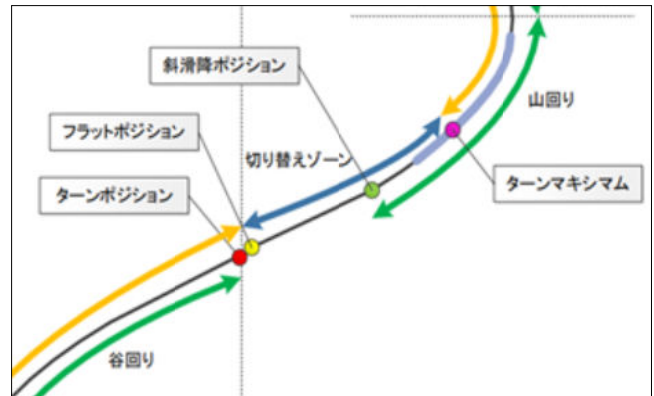 斜滑降ポジション
山回り
フラットポジション
切り替えゾーン
ターンポジション
ターンマキシマム
谷回り